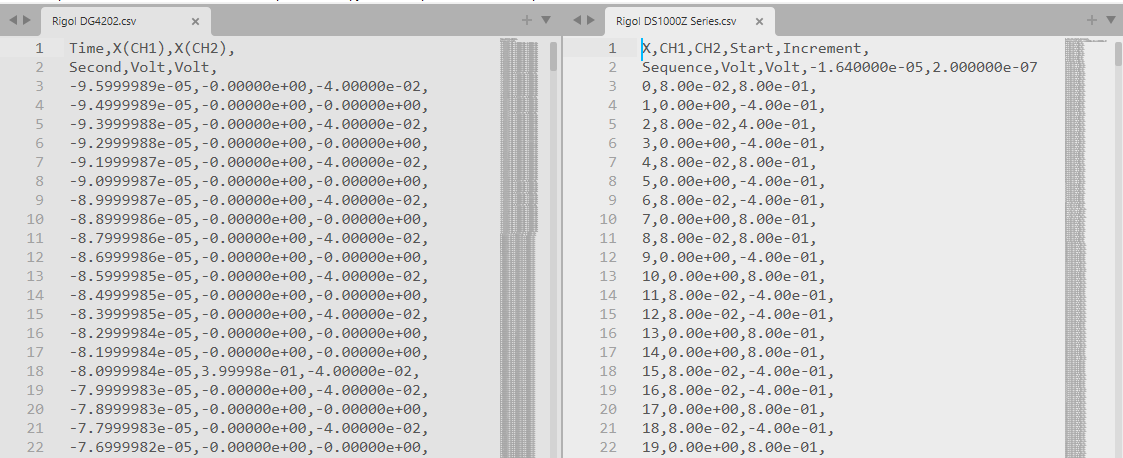 Rigol DG4202.csv
1 Time,X(CH1),X(CH2),
2 Second,Volt,Volt,
3 -9.5999989e-05,-0.00000e+00,-4.00000e-02,
4 -9.4999989e-05,-0.00000e+00,-0.00000e+00,
5 -9.3999988e-05,-0.00000e+00,-4.00000e-02,
6 -9.2999988e-05,-0.00000e+00,-0.00000e+00,
7 -9.1999987e-05,-0.00000e+00,-4.00000e-02,
8 -9.0999987e-05,-0.00000e+00,-0.00000e+00,
9 -8.9999987e-05,-0.00000e+00,-4.00000e-02,
10 -8.8999986e-05,-0.00000e+00,-0.00000e+00,
11 -8.7999986e-05,-0.00000e+00,-4.00000e-02,
12 -8.6999986e-05,-0.00000e+00,-0.00000e+00,
13 -8.5999985e-05,-0.00000e+00,-4.00000e-02,
14 -8.4999985e-05,-0.00000e+00,-0.00000e+00,
15 -8.3999985e-05,-0.00000e+00,-4.00000e-02,
16 -8.2999984e-05,-0.00000e+00,-0.00000e+00,
17 -8.1999984e-05,-0.00000e+00,-0.00000e+00,
18 -8.0999984e-05,3.99998e-01,-4.00000e-02,
19 -7.9999983e-05,-0.00000e+00,-4.00000e-02,
20 -7.8999983e-05,-0.00000e+00,-0.00000e+00,
21 -7.7999983e-05,-0.00000e+00,-4.00000e-02,
22 -7.6999982e-05,-0.00000e+00,-0.00000e+00,
Rigol DS1000Z Series.csv
1 X,CH1,CH2,Start,Increment,
2 Sequence,Volt,Volt,-1.640000e-05,2.000000e-07
3 0,8.00e-02,8.00e-01,
4 1,0.00e+00,-4.00e-01,
5 2,8.00e-02,4.00e-01,
6 3,0.00e+00,-4.00e-01,
7 4,8.00e-02,8.00e-01,
8 5,0.00e+00,-4.00e-01,
9 6,8.00e-02,-4.00e-01,
10 7,0.00e+00,8.00e-01,
11 8,8.00e-02,8.00e-01,
12 9,0.00e+00,-4.00e-01,
13 10,0.00e+00,8.00e-01,
14 11,8.00e-02,-4.00e-01,
15 12,8.00e-02,-4.00e-01,
16 13,0.00e+00,8.00e-01,
17 14,0.00e+00,8.00e-01,
18 15,8.00e-02,-4.00e-01,
19 16,8.00e-02,-4.00e-01,
20 17,0.00e+00,8.00e-01,
21 18,8.00e-02,-4.00e-01,
22 19,0.00e+00,8.00e-01,